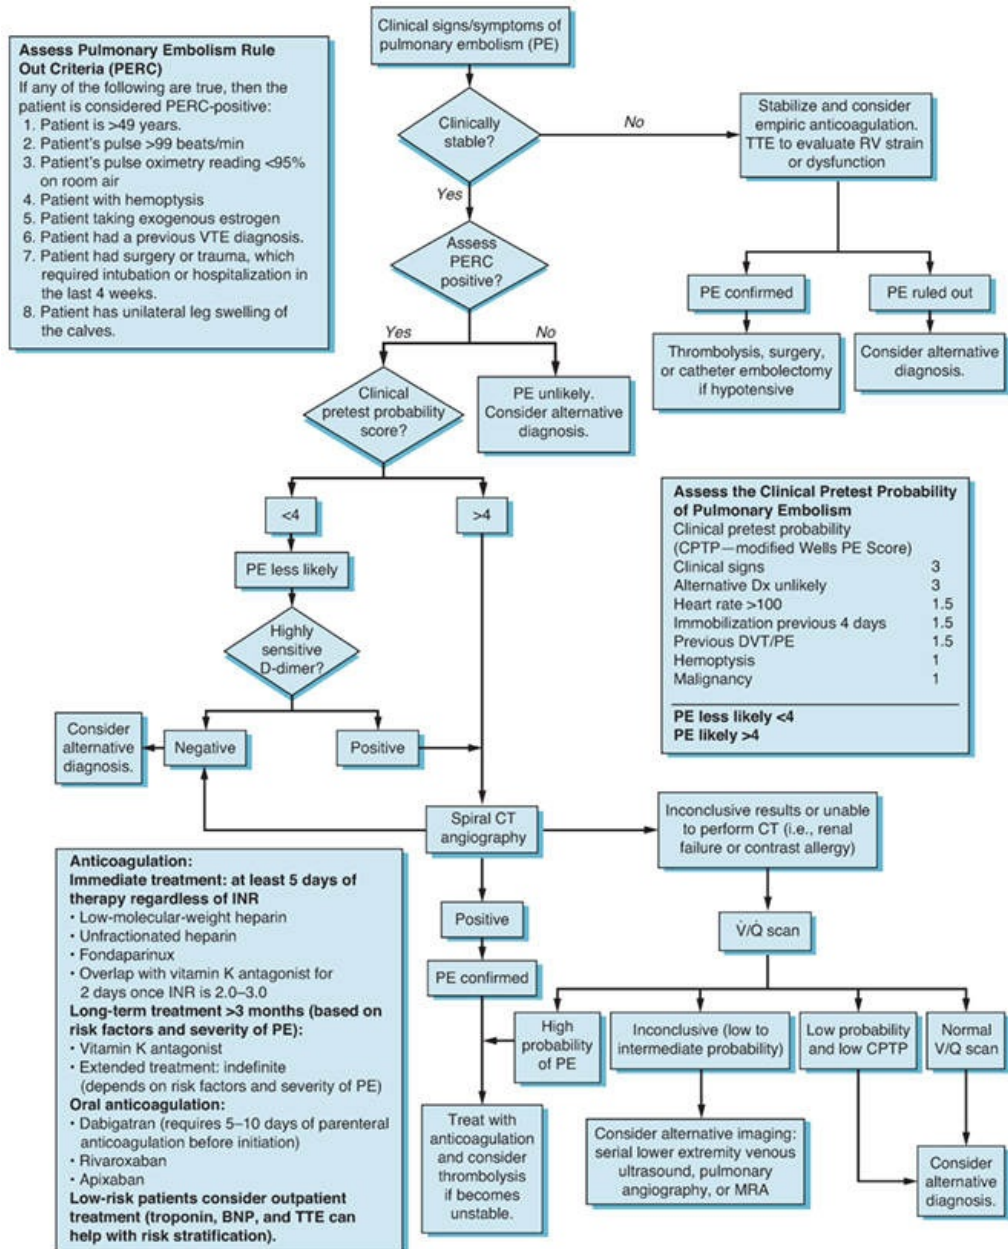 Clinical signs/symptoms of
pulmonary embolism (PE)
Assess Pulmonary Embolism Rule
Out Criteria (PERC)
If any of the following are true, then the
patient is considered PERC-positive:
1. Patient is >49 years.
2. Patient's pulse >99 beats/min
3. Patient's pulse oximetry reading <95%
on room air
4. Patient with hemoptysis
5. Patient taking exogenous estrogen
6. Patient had a previous VTE diagnosis.
7. Patient had surgery or trauma, which
required intubation or hospitalization in
the last 4 weeks.
8. Patient has unilateral leg swelling of
the calves.
Clinically
stable?
No
Stabilize and consider
empiric anticoagulation.
TTE to evaluate RV strain
or dysfunction
Yes
Assess
PERC
positive?
PE confirmed
PE ruled out
Thrombolysis, surgery,
or catheter embolectomy
if hypotensive
Consider alternative
diagnosis.
Yes
No
Clinical
pretest probability
score?
PE unlikely.
Consider alternative
diagnosis.
<4
>4
PE less likely
Highly
sensitive
D-dimer?
Assess the Clinical Pretest Probability
of Pulmonary Embolism
Clinical pretest probability
(CPTP—modified Wells PE Score)
Clinical signs 3
Alternative Dx unlikely 3
Heart rate >100 1.5
Immobilization previous 4 days 1.5
Previous DVT/PE 1.5
Hemoptysis 1
Malignancy 1
PE less likely <4
PE likely >4
Consider
alternative
diagnosis.
Negative
Positive
Spiral CT
angiography
Inconclusive results or unable
to perform CT (i.e., renal
failure or contrast allergy)
Positive
PE confirmed
V̇/Q̇ scan
High
probability
of PE
Inconclusive (low to
intermediate probability)
Low probability
and low CPTP
Normal
V/Q scan
Treat with
anticoagulation
and consider
thrombolysis
if becomes
unstable.
Consider alternative imaging:
serial lower extremity venous
ultrasound, pulmonary
angiography, or MRA
Consider
alternative
diagnosis.
Anticoagulation:
Immediate treatment: at least 5 days of
therapy regardless of INR
• Low-molecular-weight heparin
• Unfractionated heparin
• Fondaparinux
• Overlap with vitamin K antagonist for
2 days once INR is 2.0–3.0
Long-term treatment >3 months (based on
risk factors and severity of PE):
• Vitamin K antagonist
• Extended treatment: indefinite
(depends on risk factors and severity of PE)
Oral anticoagulation:
• Dabigatran (requires 5–10 days of parenteral
anticoagulation before initiation)
• Rivaroxaban
• Apixaban
Low-risk patients consider outpatient
treatment (troponin, BNP, and TTE can
help with risk stratification).